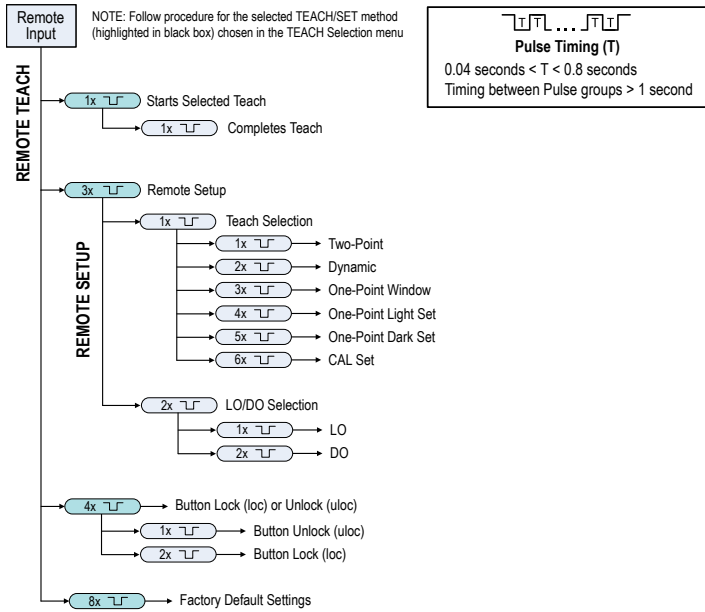 Remote
Input
NOTE: Follow procedure for the selected TEACH/SET method
(highlighted in black box) chosen in the TEACH Selection menu
T T ... T T
Pulse Timing (T)
0.04 seconds < T < 0.8 seconds
Timing between Pulse groups > 1 second
REMOTE TEACH
1x Starts Selected Teach
1x Completes Teach
3x Remote Setup
REMOTE SETUP
1x Teach Selection
1x Two-Point
2x Dynamic
3x One-Point Window
4x One-Point Light Set
5x One-Point Dark Set
6x CAL Set
2x LO/DO Selection
1x LO
2x DO
4x Button Lock (loc) or Unlock (uloc)
1x Button Unlock (uloc)
2x Button Lock (loc)
8x Factory Default Settings